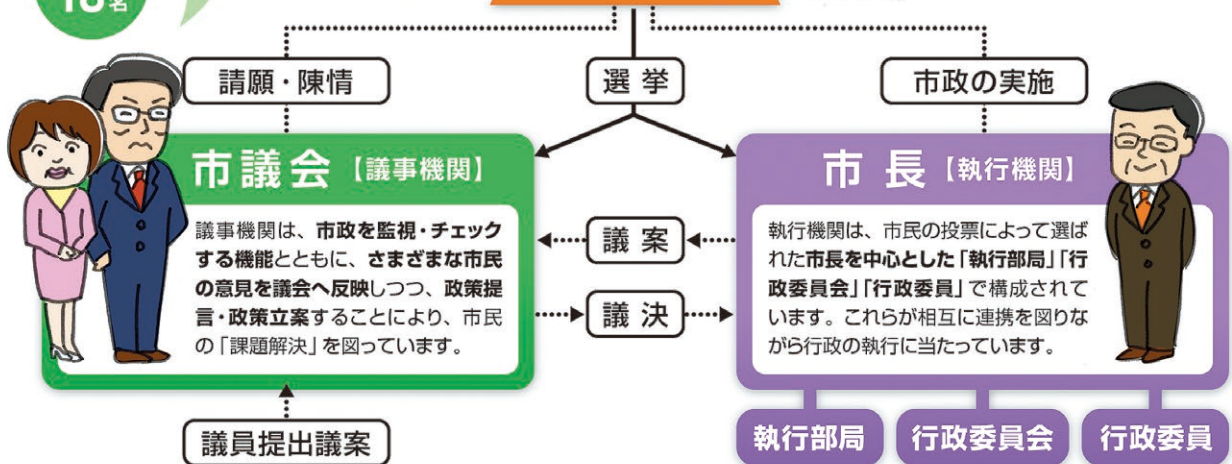 名
請願・陳情
選挙
市政の実施
市議会【議事機関】
議事機関は、市政を監視・チェック
する機能とともに、さまざまな市民
の意見を議会へ反映しつつ、政策提
言・政策立案することにより、市民
の「課題解決」を図っています。
議案
議決
市長【執行機関】
執行機関は、市民の投票によって選ば
れた市長を中心とした「執行部局」「行
政委員会」「行政委員」で構成されて
います。これらが相互に連携を図りな
がら行政の執行に当たっています。
議員提出議案
執行部局
行政委員会
行政委員